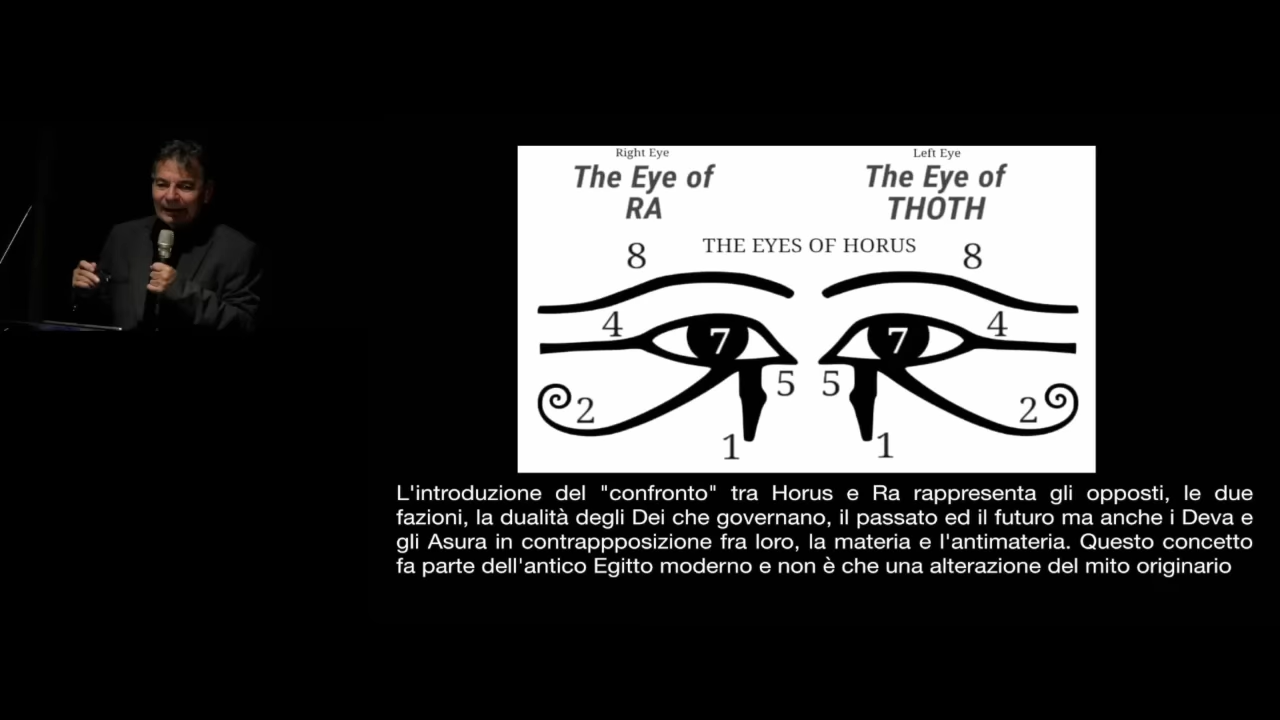 Right Eye
The Eye of
RA
Left Eye
The Eye of
THOTH
THE EYES OF HORUS
8
8
4
4
7
7
5
5
2
2
1
1
L'introduzione del "confronto" tra Horus e Ra rappresenta gli opposti, le due
fazioni, la dualità degli Dei che governano, il passato ed il futuro ma anche i Deva e
gli Asura in contrappposizione fra loro, la materia e l'antimateria. Questo concetto
fa parte dell'antico Egitto moderno e non è che una alterazione del mito originario